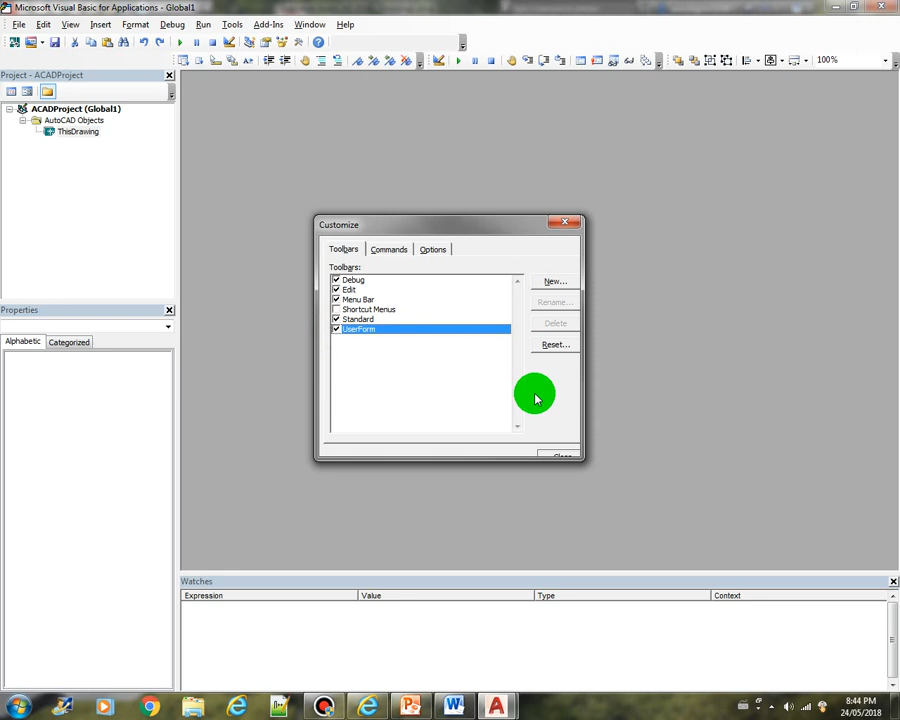 Microsoft Visual Basic for Applications - Global1
File Edit View Insert Format Debug Run Tools Add-Ins Window Help
100%
Project - ACADProject
ACADProject (Global1)
AutoCAD Objects
ThisDrawing
Customize
Toolbars Commands Options
Toolbars:
Debug
Edit
Menu Bar
Shortcut Menus
Standard
UserForm
New...
Rename...
Delete
Reset...
Close
Properties
Alphabetic Categorized
Watches
Expression Value Type Context
8:44 PM
24/05/2018